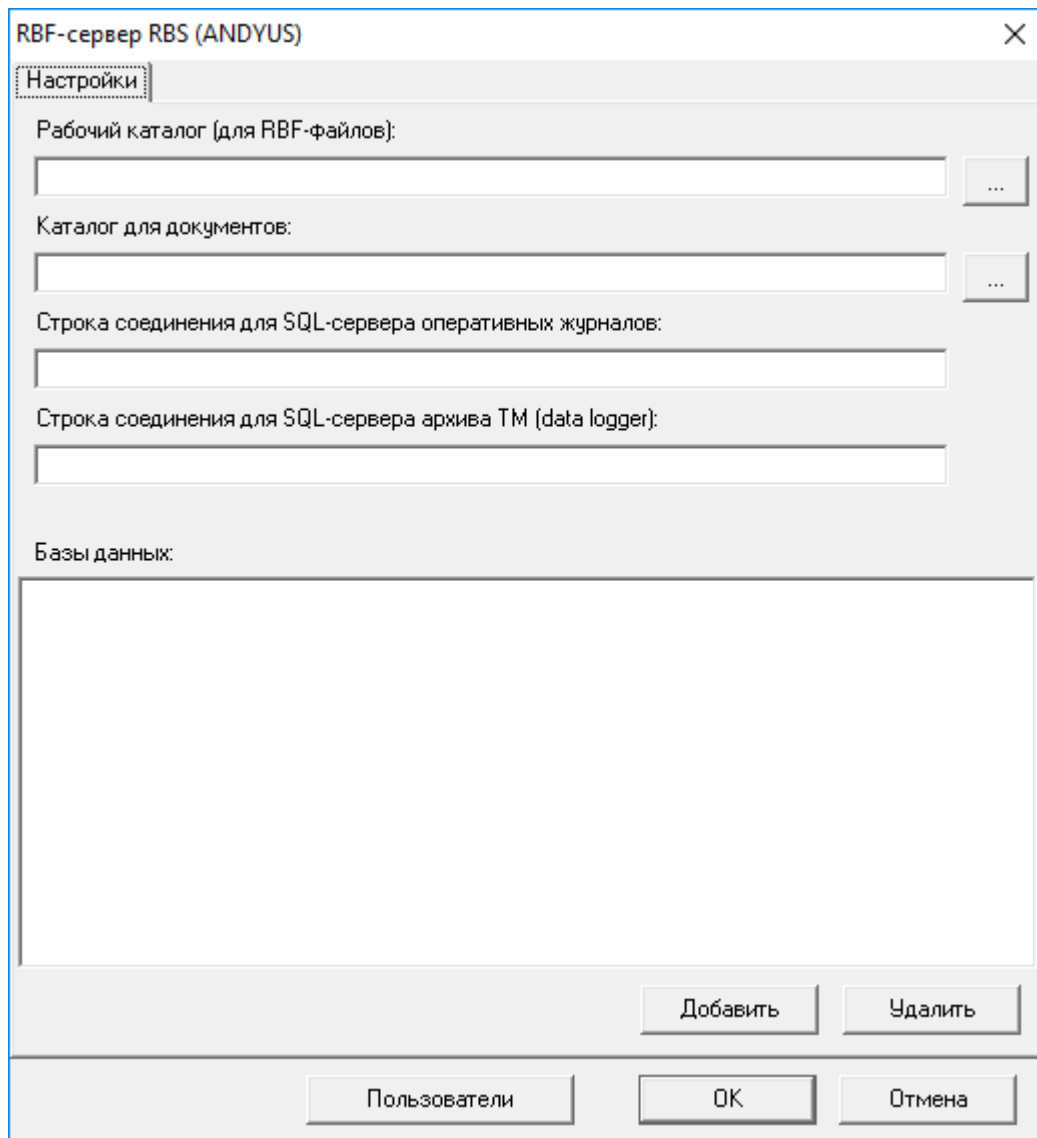 RBF-сервер RBS (ANDYUS)
Настройки
Рабочий каталог (для RBF-файлов):
...
Каталог для документов:
...
Строка соединения для SQL-сервера оперативных журналов:
Строка соединения для SQL-сервера архива ТМ (data logger):
Базы данных:
Добавить Удалить
Пользователи OK Отмена